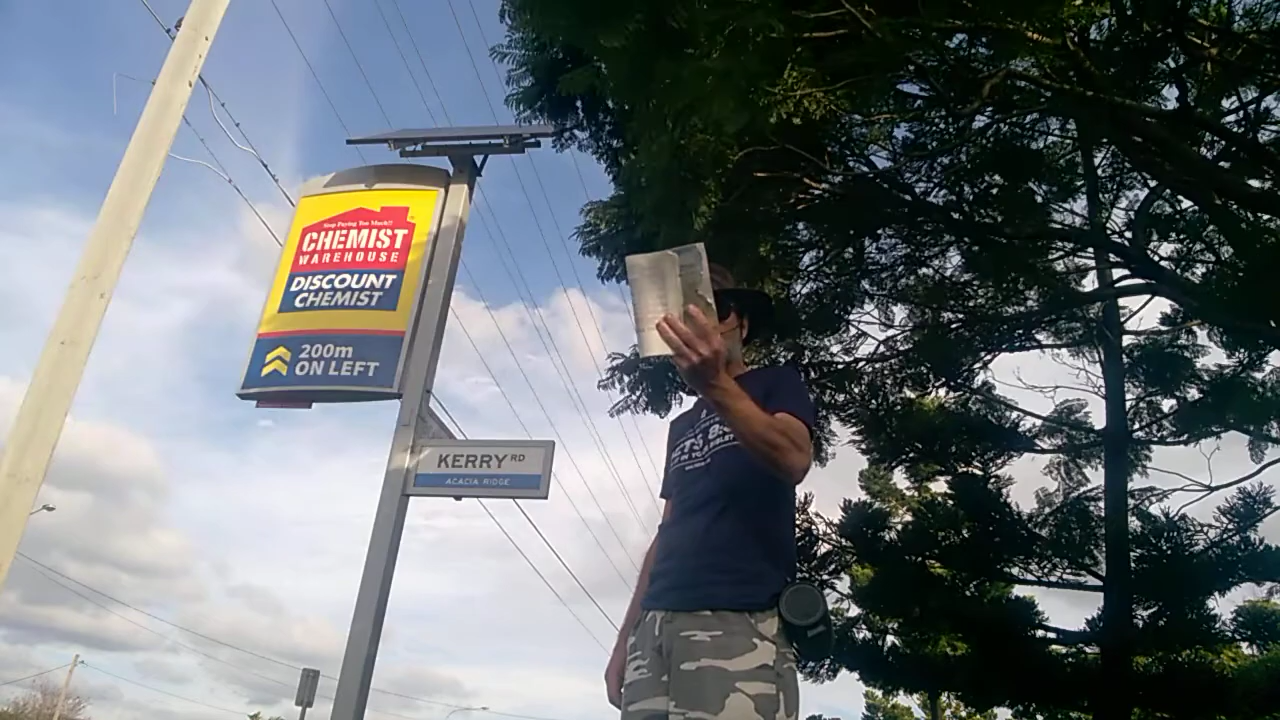 Stop Paying Too Much!!
CHEMIST
WAREHOUSE
DISCOUNT
CHEMIST
200m
ON LEFT
KERRY RD
ACACIA RIDGE